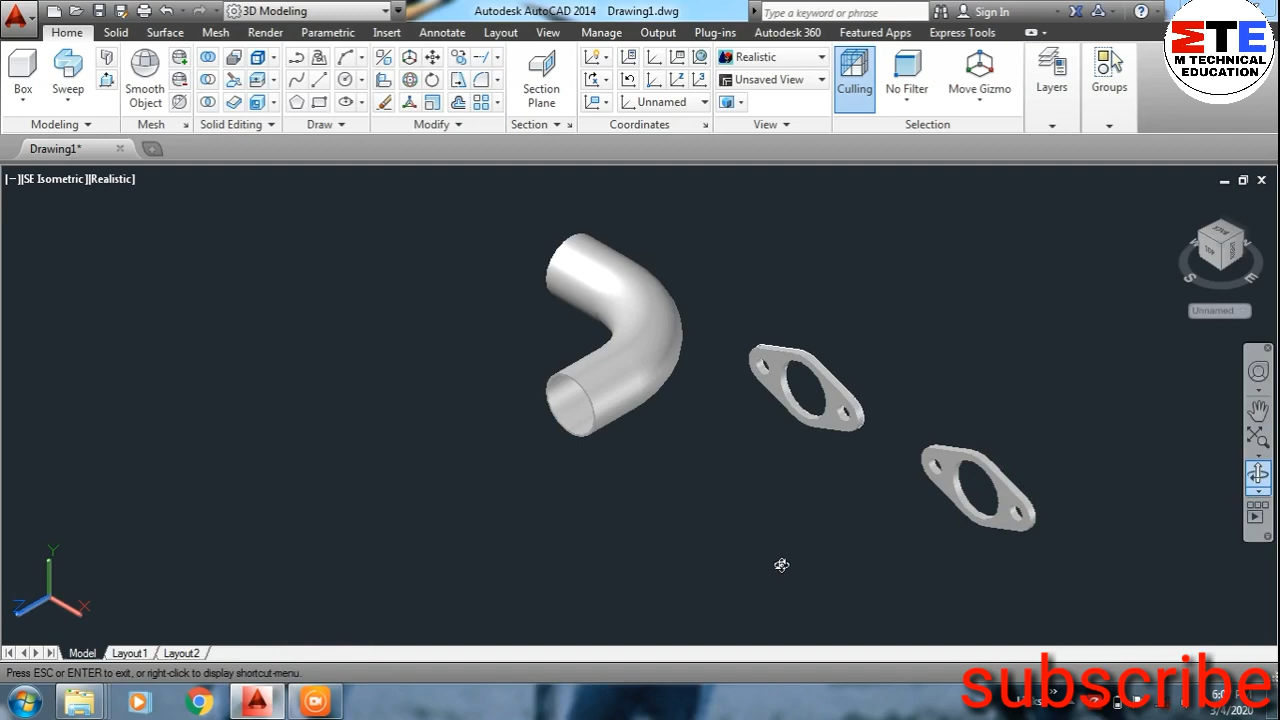 Autodesk AutoCAD 2014 Drawing1.dwg
3D Modeling
Type a keyword or phrase
Sign In
Home Solid Surface Mesh Render Parametric Insert Annotate Layout View Manage Output Plug-ins Autodesk 360 Featured Apps Express Tools
Box
Sweep
Smooth
Object
Section
Plane
Realistic
Unsaved View
Unnamed
Culling
No Filter
Move Gizmo
Layers
Groups
Modeling Mesh Solid Editing Draw Modify Section Coordinates View Selection
MTE
M TECHNICAL
EDUCATION
Drawing1*
[−][SE Isometric][Realistic]
S
E
Unnamed
Y
Z
X
Model Layout1 Layout2
Press ESC or ENTER to exit, or right-click to display shortcut-menu.
subscribe
3/4/2020